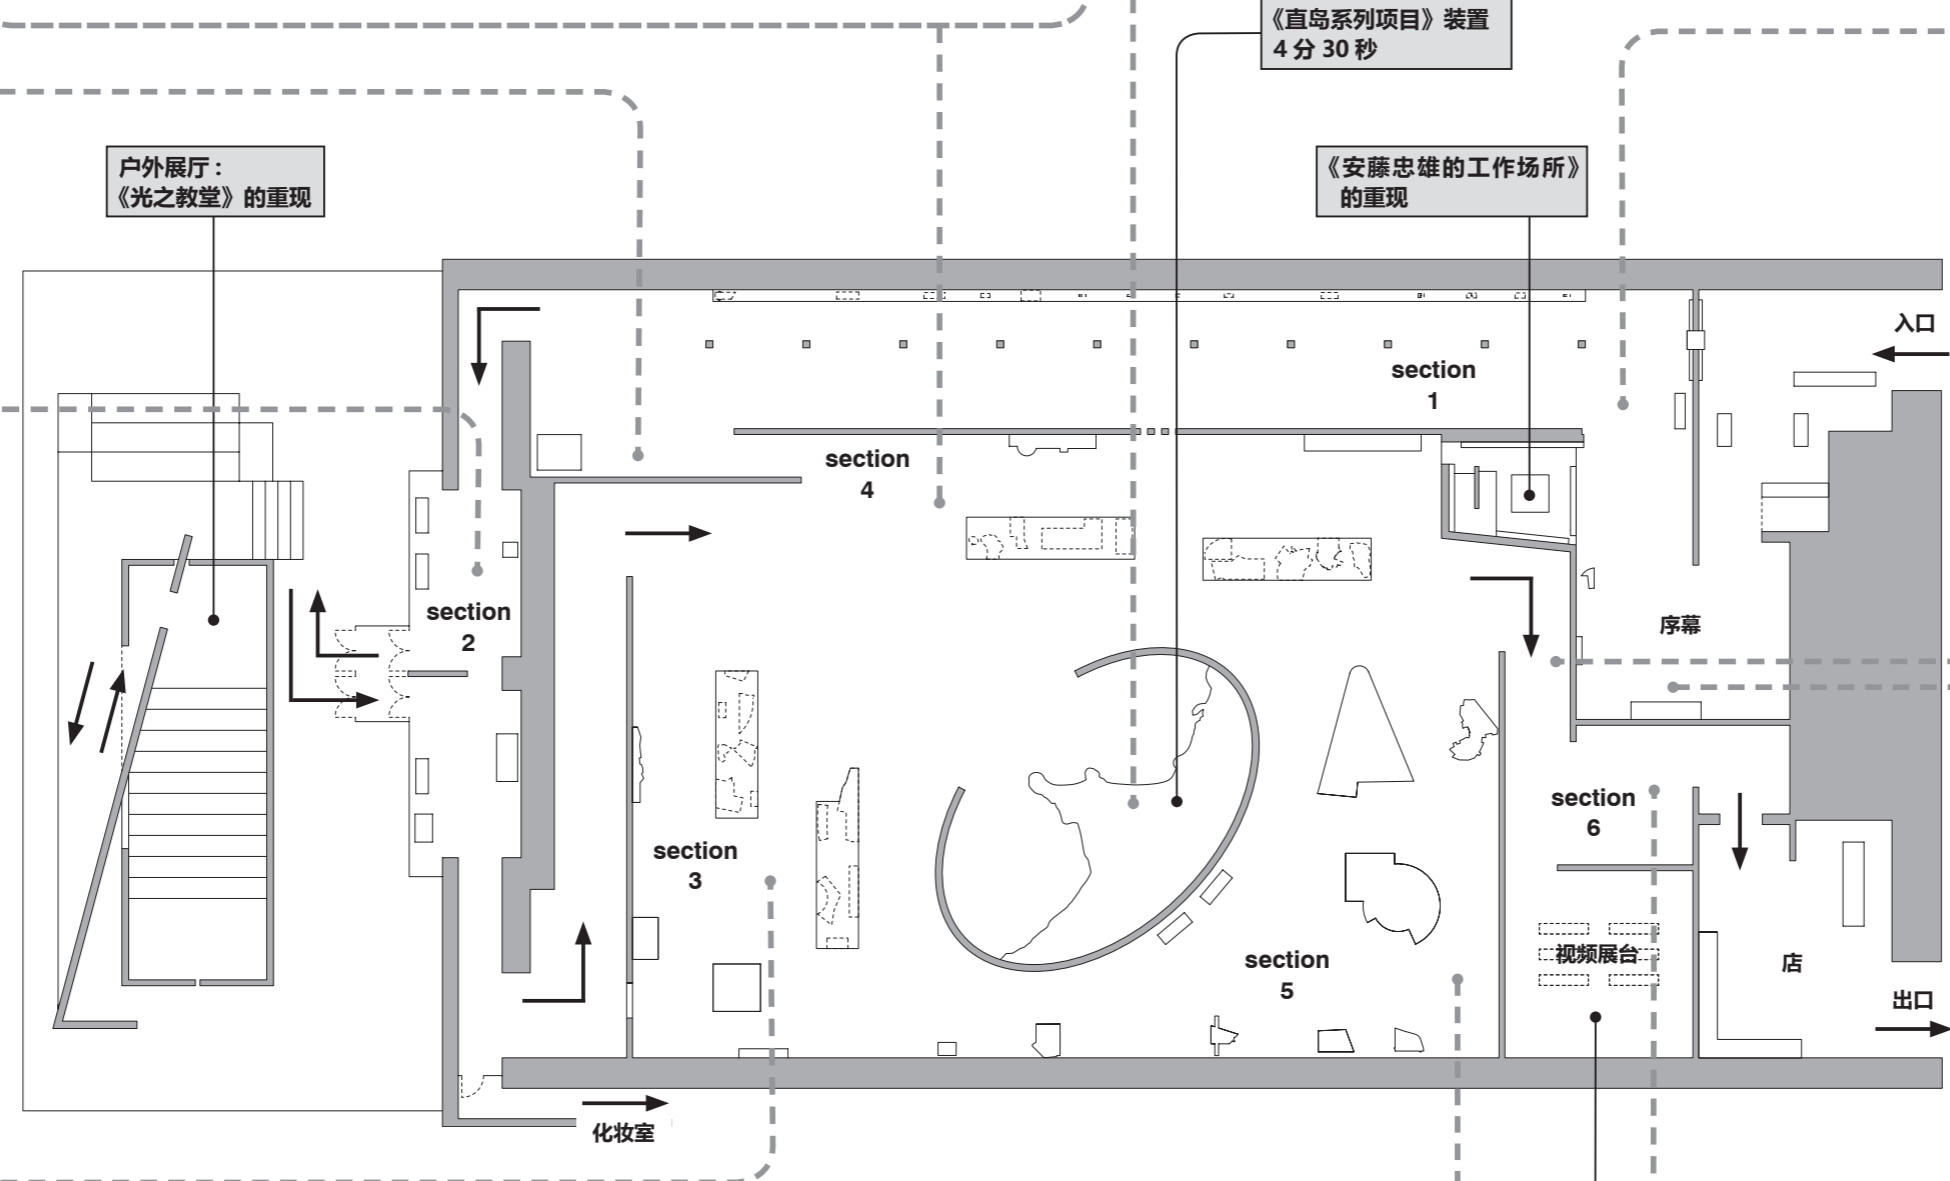 《直岛系列项目》装置
4 分 30 秒
户外展厅：
《光之教堂》的重现
《安藤忠雄的工作场所》
的重现
入口
section
1
section
4
section
2
序幕
section
6
section
3
视频展台
店
section
5
出口
化妆室